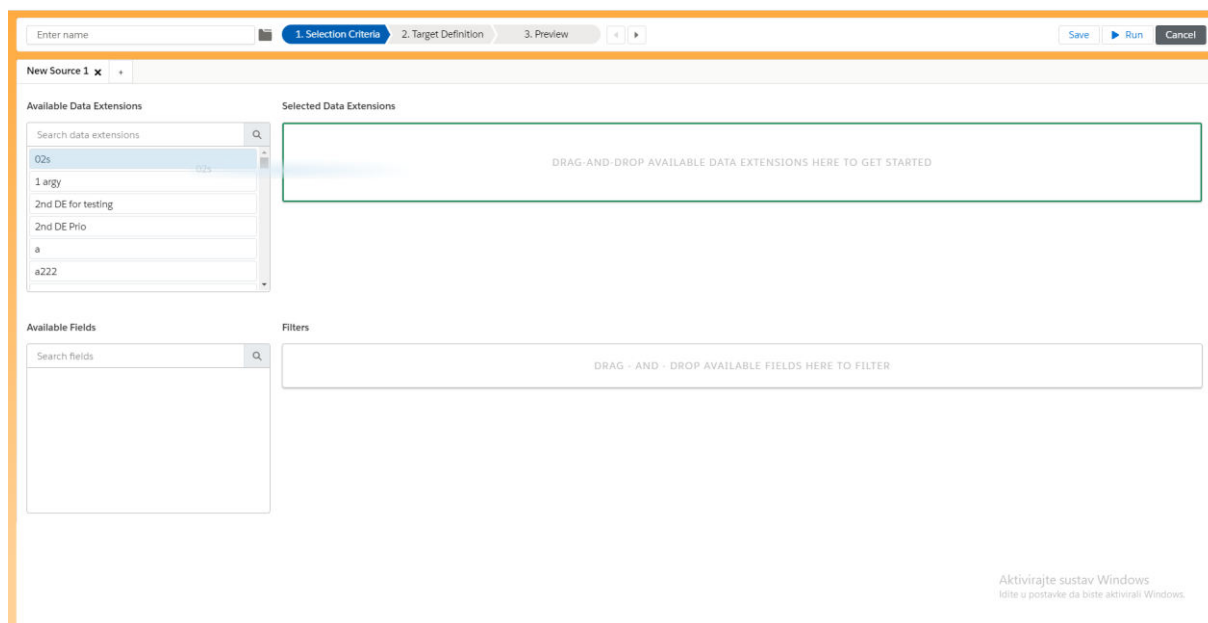 Enter name
1. Selection Criteria
2. Target Definition
3. Preview
Save
Run
Cancel
New Source 1 x +
Available Data Extensions
Search data extensions
02s
02s
1 argy
2nd DE for testing
2nd DE Prio
a
a222
Selected Data Extensions
DRAG-AND-DROP AVAILABLE DATA EXTENSIONS HERE TO GET STARTED
Available Fields
Search fields
Filters
DRAG - AND - DROP AVAILABLE FIELDS HERE TO FILTER
Aktivirajte sustav Windows
Idite u postavke da biste aktivirali Windows.